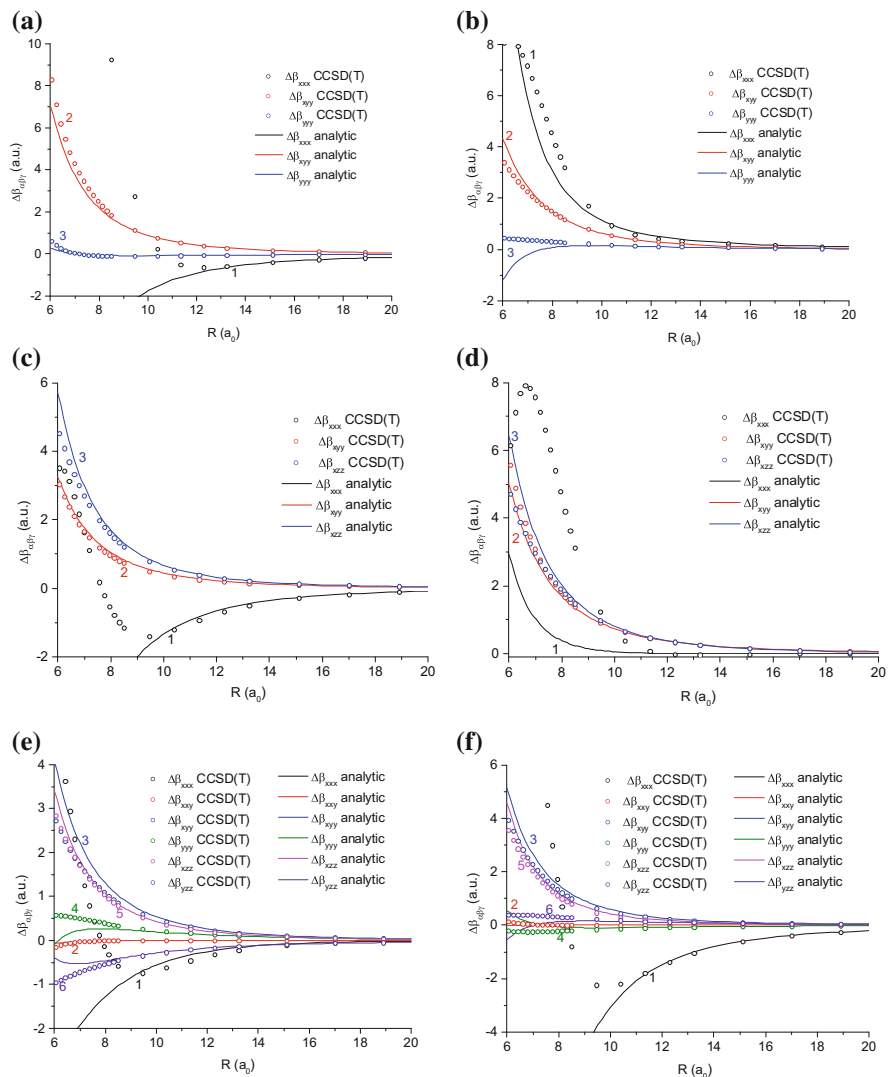 (a)
10
8
6
4
2
0
-2
Δβαβγ (a.u.)
2
3
1
Δβxxx CCSD(T)
Δβxyy CCSD(T)
Δβyyy CCSD(T)
Δβxxx analytic
Δβxyy analytic
Δβyyy analytic
6 8 10 12 14 16 18 20
R (a0)
(b)
8
6
4
2
0
-2
Δβαβγ (a.u.)
1
2
3
Δβxxx CCSD(T)
Δβxyy CCSD(T)
Δβyyy CCSD(T)
Δβxxx analytic
Δβxyy analytic
Δβyyy analytic
6 8 10 12 14 16 18 20
R (a0)
(c)
6
4
2
0
-2
Δβαβγ (a.u.)
3
2
1
Δβxxx CCSD(T)
Δβxyy CCSD(T)
Δβxzz CCSD(T)
Δβxxx analytic
Δβxyy analytic
Δβxzz analytic
6 8 10 12 14 16 18 20
R (a0)
(d)
8
6
4
2
0
Δβαβγ (a.u.)
3
2
1
Δβxxx CCSD(T)
Δβxyy CCSD(T)
Δβxzz CCSD(T)
Δβxxx analytic
Δβxyy analytic
Δβxzz analytic
6 8 10 12 14 16 18 20
R (a0)
(e)
4
3
2
1
0
-1
-2
Δβαβγ (a.u.)
3
5
4
2
6
1
Δβxxx CCSD(T) Δβxxx analytic
Δβxxy CCSD(T) Δβxxy analytic
Δβxyy CCSD(T) Δβxyy analytic
Δβyyy CCSD(T) Δβyyy analytic
Δβxzz CCSD(T) Δβxzz analytic
Δβyzz CCSD(T) Δβyzz analytic
6 8 10 12 14 16 18 20
R (a0)
(f)
8
6
4
2
0
-2
-4
Δβαβγ (a.u.)
3
5
2
6
4
1
Δβxxx CCSD(T) Δβxxx analytic
Δβxxy CCSD(T) Δβxxy analytic
Δβxyy CCSD(T) Δβxyy analytic
Δβyyy CCSD(T) Δβyyy analytic
Δβxzz CCSD(T) Δβxzz analytic
Δβyzz CCSD(T) Δβyzz analytic
6 8 10 12 14 16 18 20
R (a0)